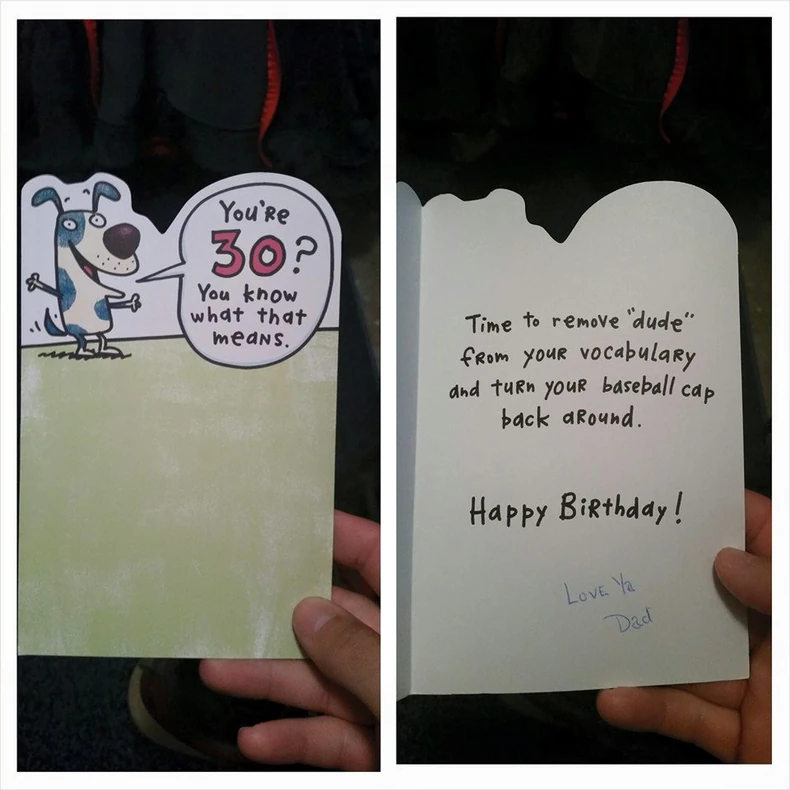 You're
30?
You know
what that
means.
Time to remove "dude"
from your vocabulary
and turn your baseball cap
back around.
Happy Birthday!
Love Ya
Dad